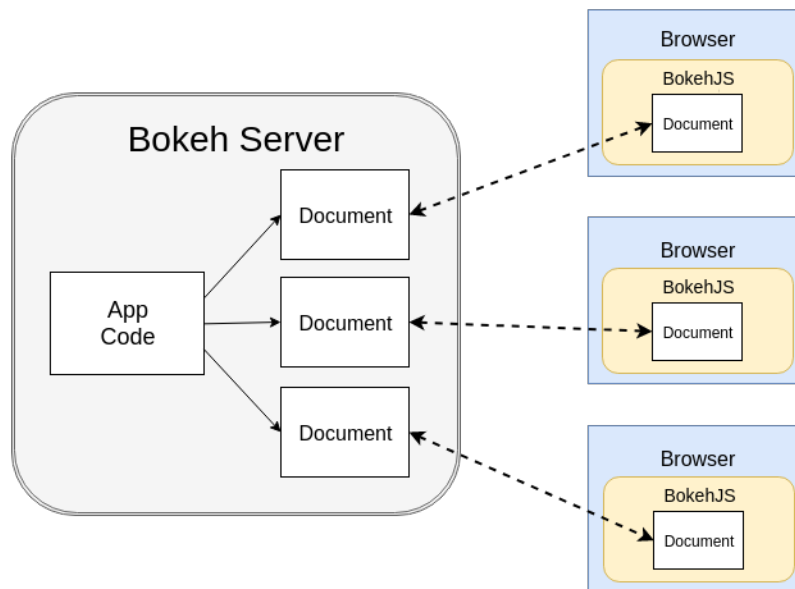 Bokeh Server
App
Code
Document
Document
Document
Browser
BokehJS
Document
Browser
BokehJS
Document
Browser
BokehJS
Document